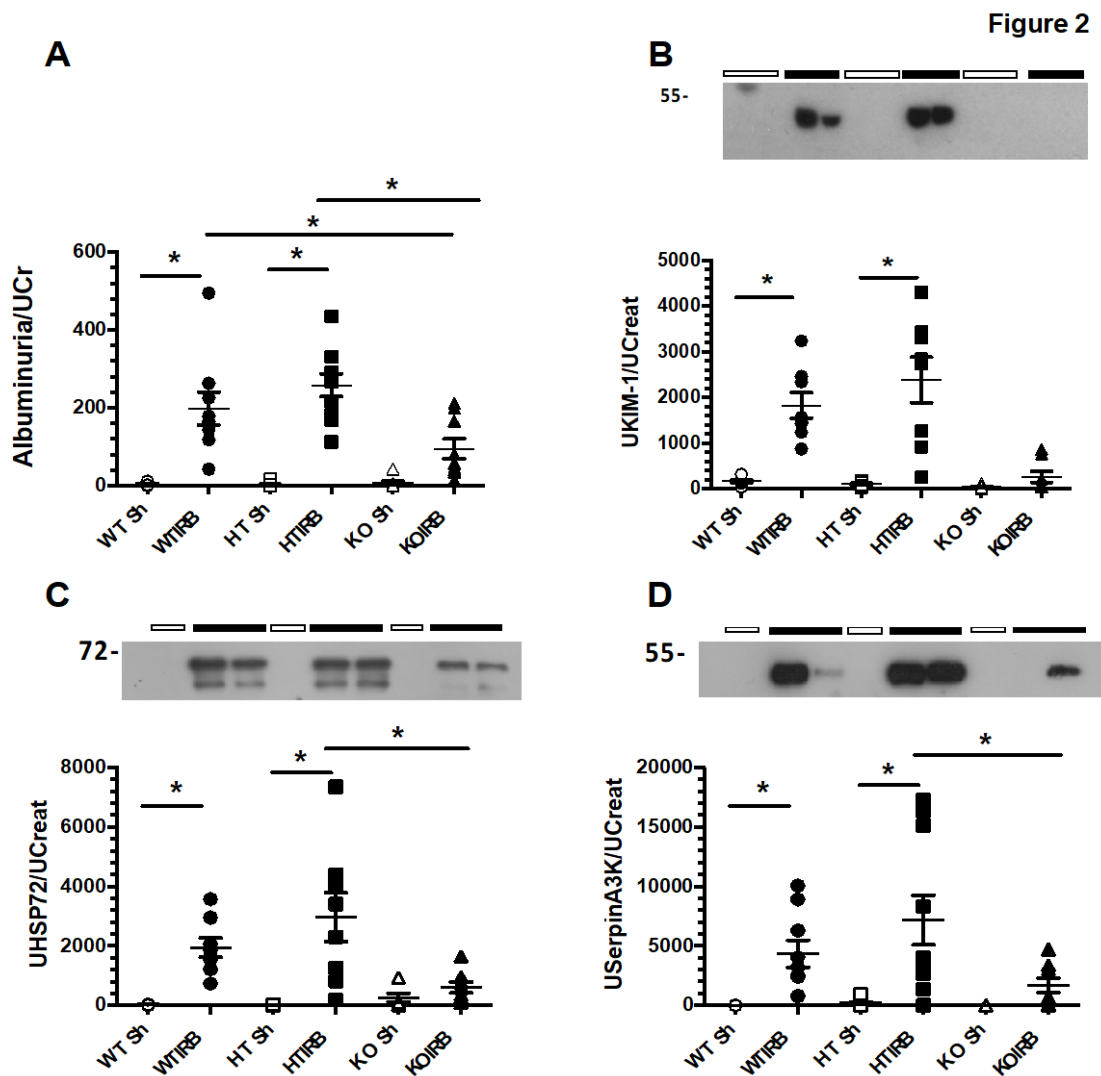 Figure 2
A
*
*
*
*
600
400
200
0
Albuminuria/UCr
WT Sh
WTIRB
HT Sh
HTIRB
KO Sh
KOIRB
B
55-
*
*
5000
4000
3000
2000
1000
0
UKIM-1/UCreat
WT Sh
WTIRB
HT Sh
HTIRB
KO Sh
KOIRB
C
72-
*
*
*
8000
6000
4000
2000
0
UHSP72/UCreat
WT Sh
WTIRB
HT Sh
HTIRB
KO Sh
KOIRB
D
55-
*
*
*
20000
15000
10000
5000
0
USerpinA3K/UCreat
WT Sh
WTIRB
HT Sh
HTIRB
KO Sh
KOIRB